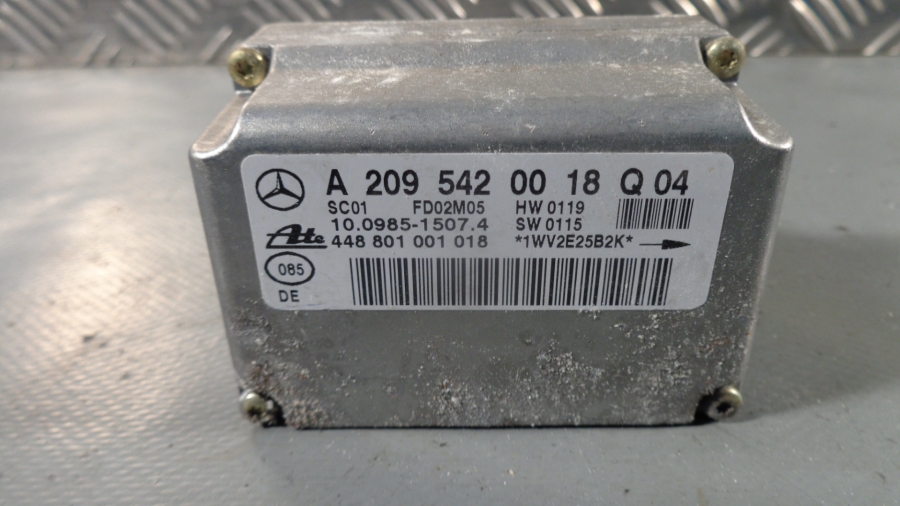 A 209 542 00 18 Q 04
SC01 FD02M05 HW 0119
10.0985-1507.4 SW 0115
Ate 448 801 001 018 *1WV2E25B2K*
085
DE